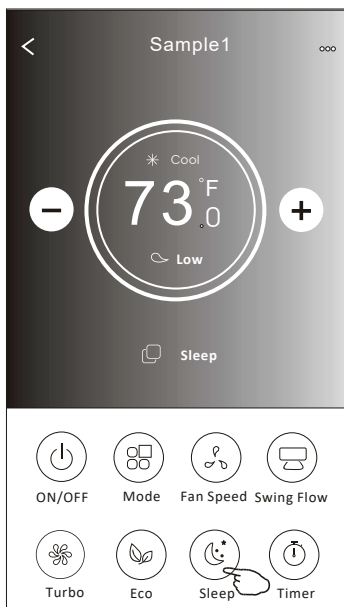 Sample1
Cool
73.0°F
Low
Sleep
ON/OFF Mode Fan Speed Swing Flow
Turbo Eco Sleep Timer